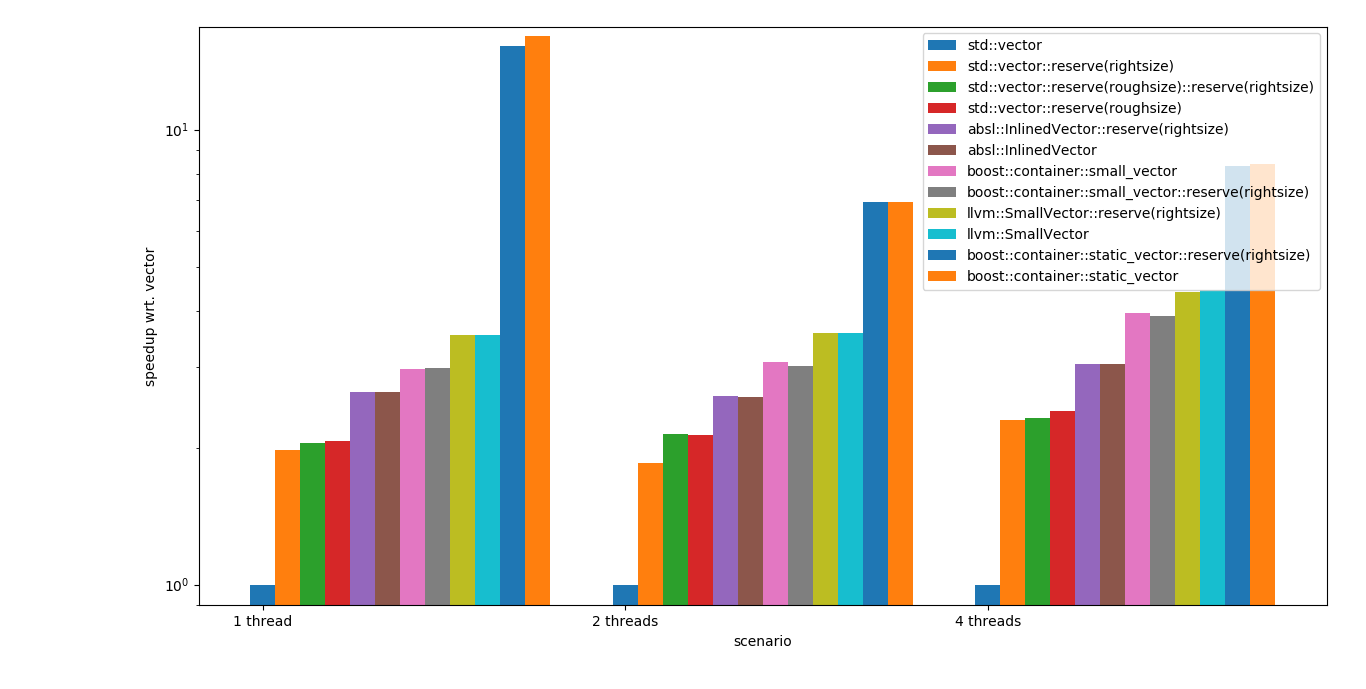 speedup wrt. vector
10¹
10⁰
std::vector
std::vector::reserve(rightsize)
std::vector::reserve(roughsize)::reserve(rightsize)
std::vector::reserve(roughsize)
absl::InlinedVector::reserve(rightsize)
absl::InlinedVector
boost::container::small_vector
boost::container::small_vector::reserve(rightsize)
llvm::SmallVector::reserve(rightsize)
llvm::SmallVector
boost::container::static_vector::reserve(rightsize)
boost::container::static_vector
1 thread
2 threads
4 threads
scenario